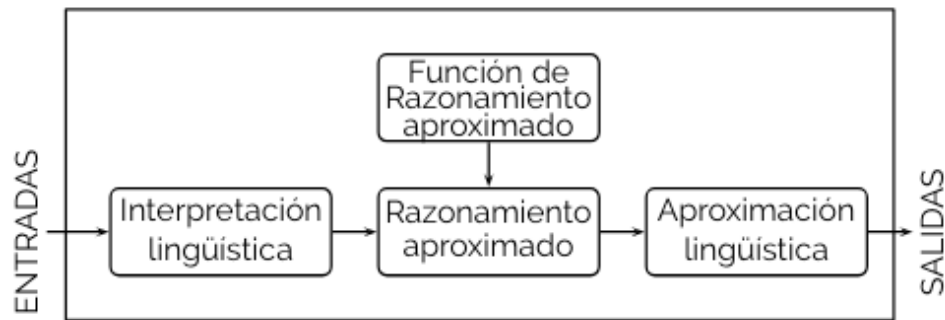 Función de
Razonamiento
aproximado
ENTRADAS
Interpretación
lingüística
Razonamiento
aproximado
Aproximación
lingüística
SALIDAS